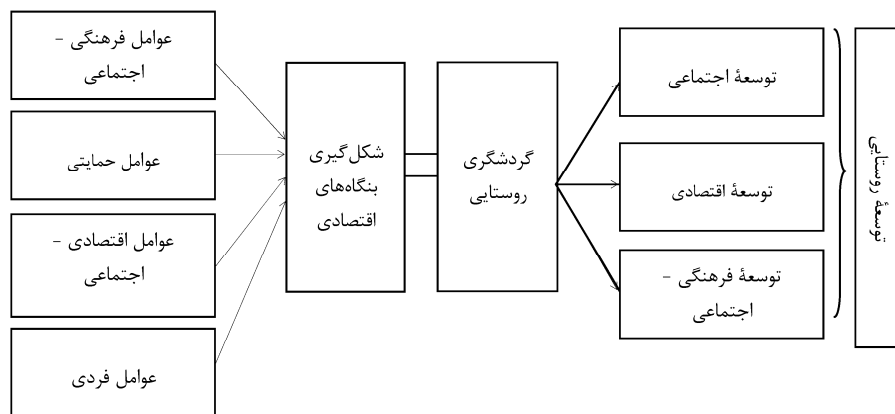 عوامل فرهنگی –
اجتماعی
عوامل حمایتی
عوامل اقتصادی –
اجتماعی
عوامل فردی
شکل‌گیری
بنگاه‌های
اقتصادی
گردشگری
روستایی
توسعهٔ اجتماعی
توسعهٔ اقتصادی
توسعهٔ فرهنگی –
اجتماعی
توسعهٔ روستایی